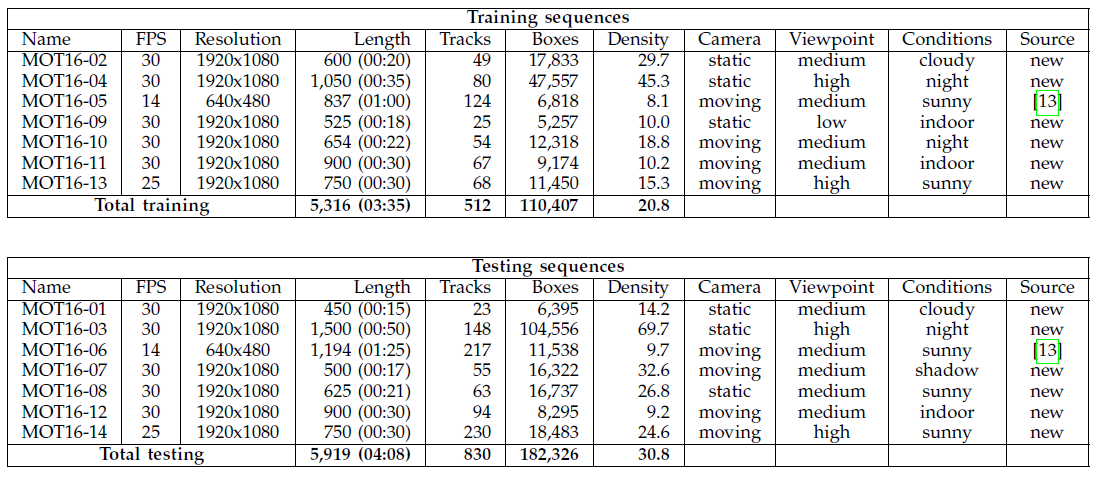 Training sequences
Name FPS Resolution Length Tracks Boxes Density Camera Viewpoint Conditions Source
MOT16-02 30 1920x1080 600 (00:20) 49 17,833 29.7 static medium cloudy new
MOT16-04 30 1920x1080 1,050 (00:35) 80 47,557 45.3 static high night new
MOT16-05 14 640x480 837 (01:00) 124 6,818 8.1 moving medium sunny [13]
MOT16-09 30 1920x1080 525 (00:18) 25 5,257 10.0 static low indoor new
MOT16-10 30 1920x1080 654 (00:22) 54 12,318 18.8 moving medium night new
MOT16-11 30 1920x1080 900 (00:30) 67 9,174 10.2 moving medium indoor new
MOT16-13 25 1920x1080 750 (00:30) 68 11,450 15.3 moving high sunny new
Total training 5,316 (03:35) 512 110,407 20.8
Testing sequences
Name FPS Resolution Length Tracks Boxes Density Camera Viewpoint Conditions Source
MOT16-01 30 1920x1080 450 (00:15) 23 6,395 14.2 static medium cloudy new
MOT16-03 30 1920x1080 1,500 (00:50) 148 104,556 69.7 static high night new
MOT16-06 14 640x480 1,194 (01:25) 217 11,538 9.7 moving medium sunny [13]
MOT16-07 30 1920x1080 500 (00:17) 55 16,322 32.6 moving medium shadow new
MOT16-08 30 1920x1080 625 (00:21) 63 16,737 26.8 static medium sunny new
MOT16-12 30 1920x1080 900 (00:30) 94 8,295 9.2 moving medium indoor new
MOT16-14 25 1920x1080 750 (00:30) 230 18,483 24.6 moving high sunny new
Total testing 5,919 (04:08) 830 182,326 30.8